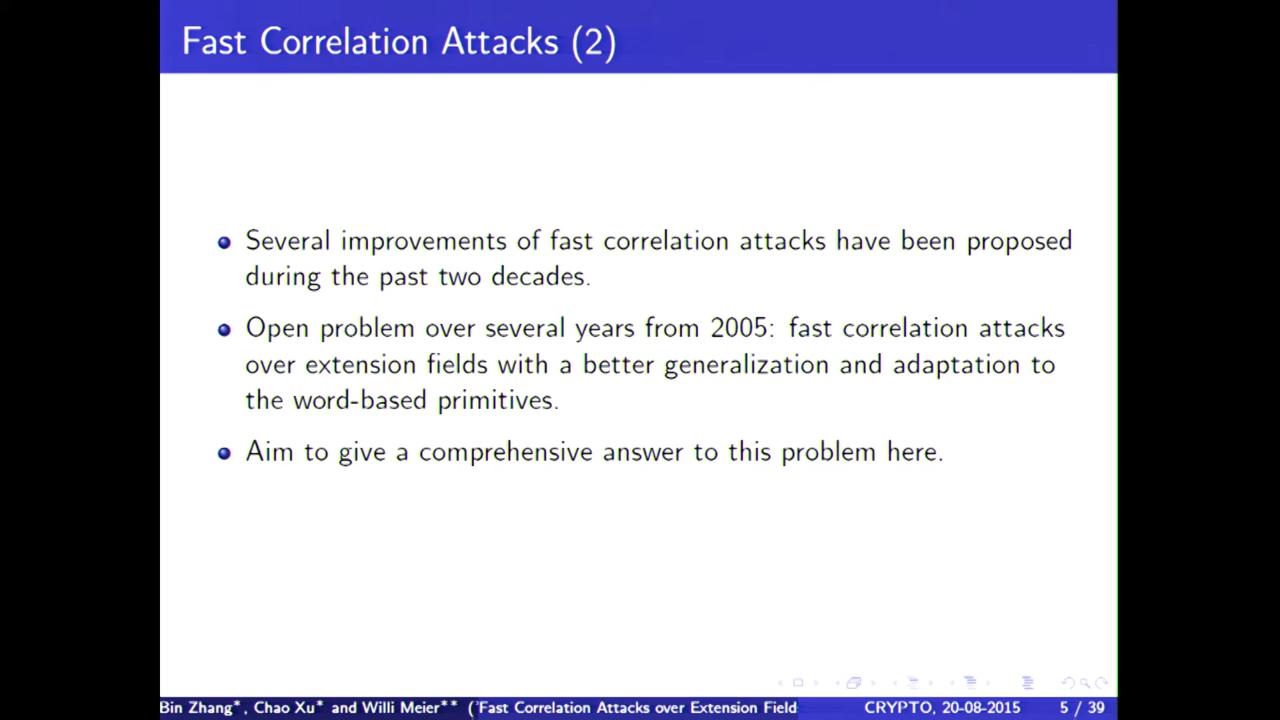 Fast Correlation Attacks (2)
Several improvements of fast correlation attacks have been proposed
during the past two decades.
Open problem over several years from 2005: fast correlation attacks
over extension fields with a better generalization and adaptation to
the word-based primitives.
Aim to give a comprehensive answer to this problem here.
Bin Zhang*, Chao Xu* and Willi Meier** ('Fast Correlation Attacks over Extension Field CRYPTO, 20-08-2015 5 / 39